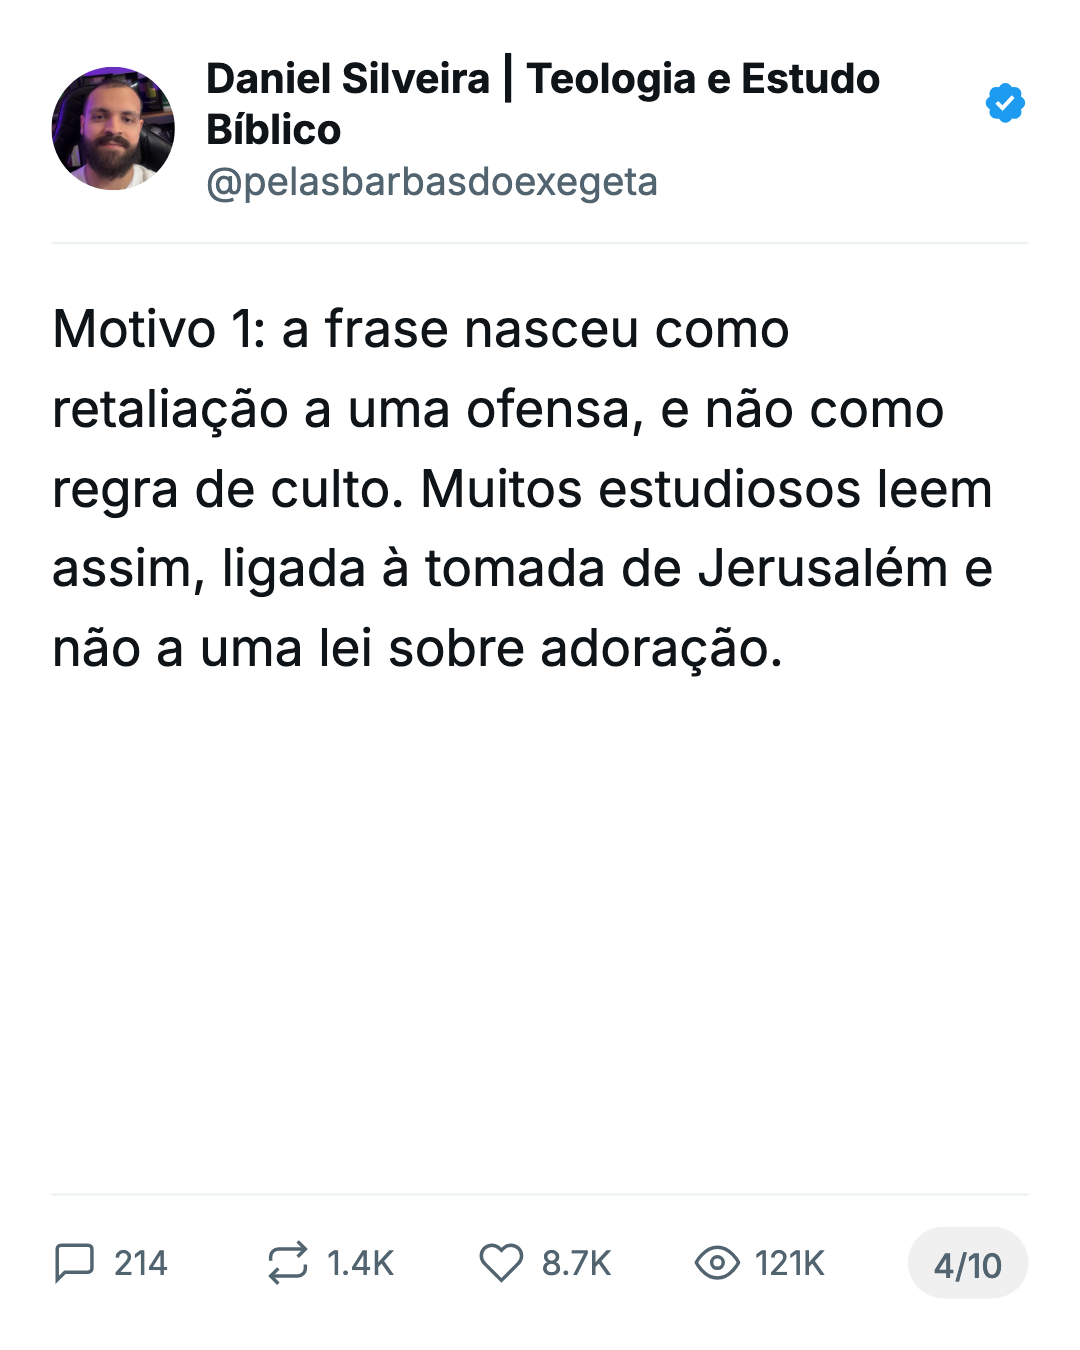 Daniel Silveira | Teologia e Estudo
Bíblico
@pelasbarbasdoexegeta
Motivo 1: a frase nasceu como
retaliação a uma ofensa, e não como
regra de culto. Muitos estudiosos leem
assim, ligada à tomada de Jerusalém e
não a uma lei sobre adoração.
214 1.4K 8.7K 121K 4/10